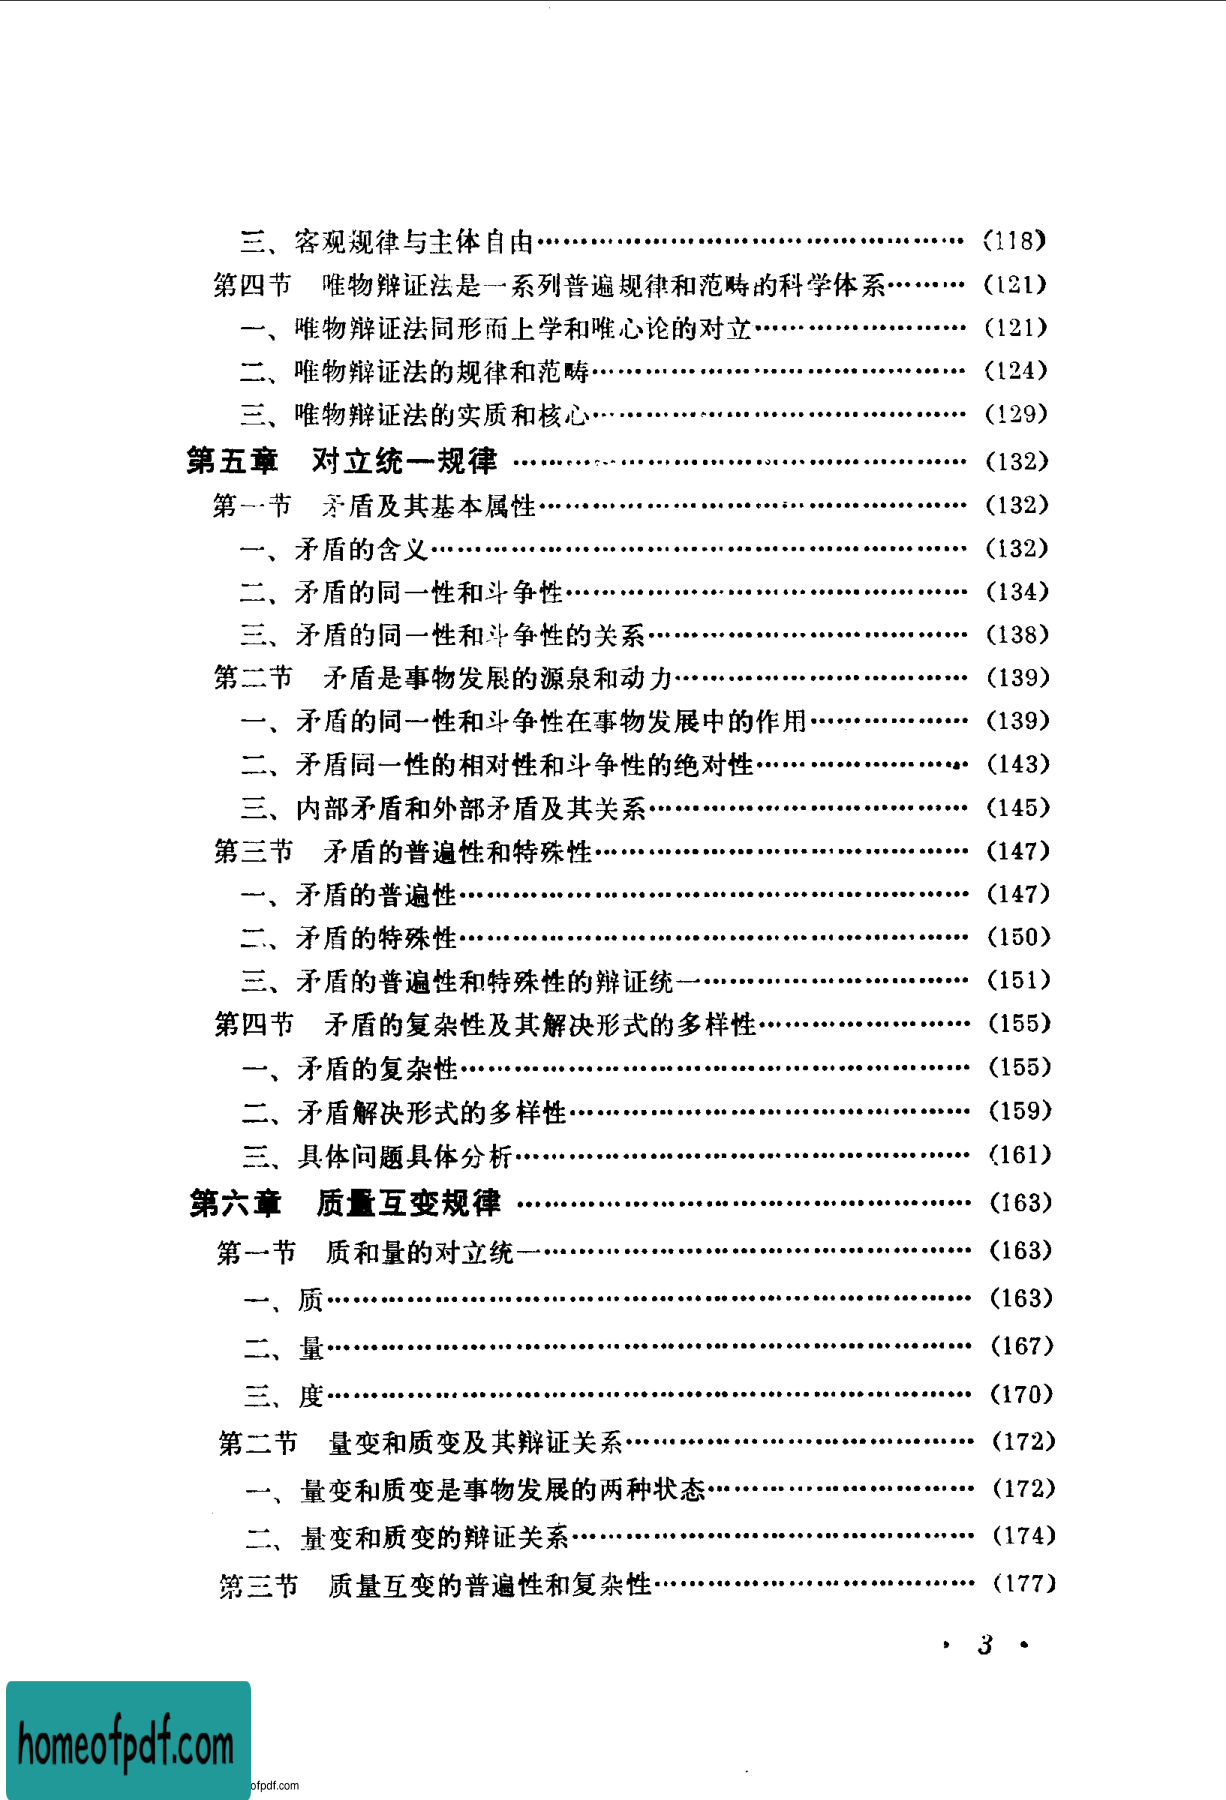 三、客观规律与主体自由…………………………………………(118)
第四节　唯物辩证法是一系列普遍规律和范畴的科学体系………(121)
一、唯物辩证法同形而上学和唯心论的对立……………………(121)
二、唯物辩证法的规律和范畴……………………………………(124)
三、唯物辩证法的实质和核心……………………………………(129)
第五章　对立统一规律……………………………………………(132)
第一节　矛盾及其基本属性…………………………………………(132)
一、矛盾的含义……………………………………………………(132)
二、矛盾的同一性和斗争性………………………………………(134)
三、矛盾的同一性和斗争性的关系………………………………(138)
第二节　矛盾是事物发展的源泉和动力……………………………(139)
一、矛盾的同一性和斗争性在事物发展中的作用………………(139)
二、矛盾同一性的相对性和斗争性的绝对性……………………(143)
三、内部矛盾和外部矛盾及其关系………………………………(145)
第三节　矛盾的普遍性和特殊性……………………………………(147)
一、矛盾的普遍性…………………………………………………(147)
二、矛盾的特殊性…………………………………………………(150)
三、矛盾的普遍性和特殊性的辩证统一…………………………(151)
第四节　矛盾的复杂性及其解决形式的多样性……………………(155)
一、矛盾的复杂性…………………………………………………(155)
二、矛盾解决形式的多样性………………………………………(159)
三、具体问题具体分析……………………………………………(161)
第六章　质量互变规律……………………………………………(163)
第一节　质和量的对立统一…………………………………………(163)
一、质………………………………………………………………(163)
二、量………………………………………………………………(167)
三、度………………………………………………………………(170)
第二节　量变和质变及其辩证关系…………………………………(172)
一、量变和质变是事物发展的两种状态…………………………(172)
二、量变和质变的辩证关系………………………………………(174)
第三节　质量互变的普遍性和复杂性………………………………(177)
· 3 ·
homeofpdf.com
ofpdf.com